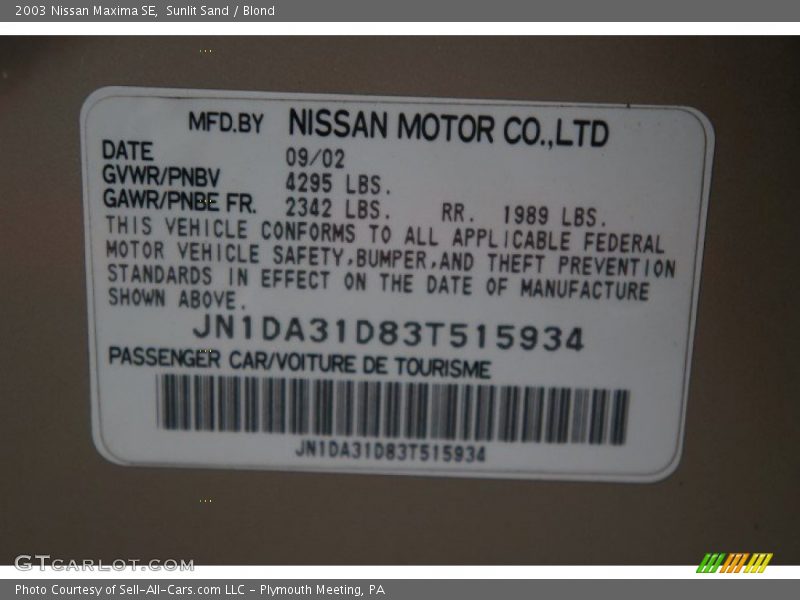 2003 Nissan Maxima SE,  Sunlit Sand / Blond
MFD.BY NISSAN MOTOR CO.,LTD
DATE 09/02
GVWR/PNBV 4295 LBS.
GAWR/PNBE FR. 2342 LBS. RR. 1989 LBS.
THIS VEHICLE CONFORMS TO ALL APPLICABLE FEDERAL
MOTOR VEHICLE SAFETY,BUMPER,AND THEFT PREVENTION
STANDARDS IN EFFECT ON THE DATE OF MANUFACTURE
SHOWN ABOVE.
JN1DA31D83T515934
PASSENGER CAR/VOITURE DE TOURISME
JN1DA31D83T515934
GTCARLOT.COM
Photo Courtesy of Sell-All-Cars.com LLC - Plymouth Meeting, PA